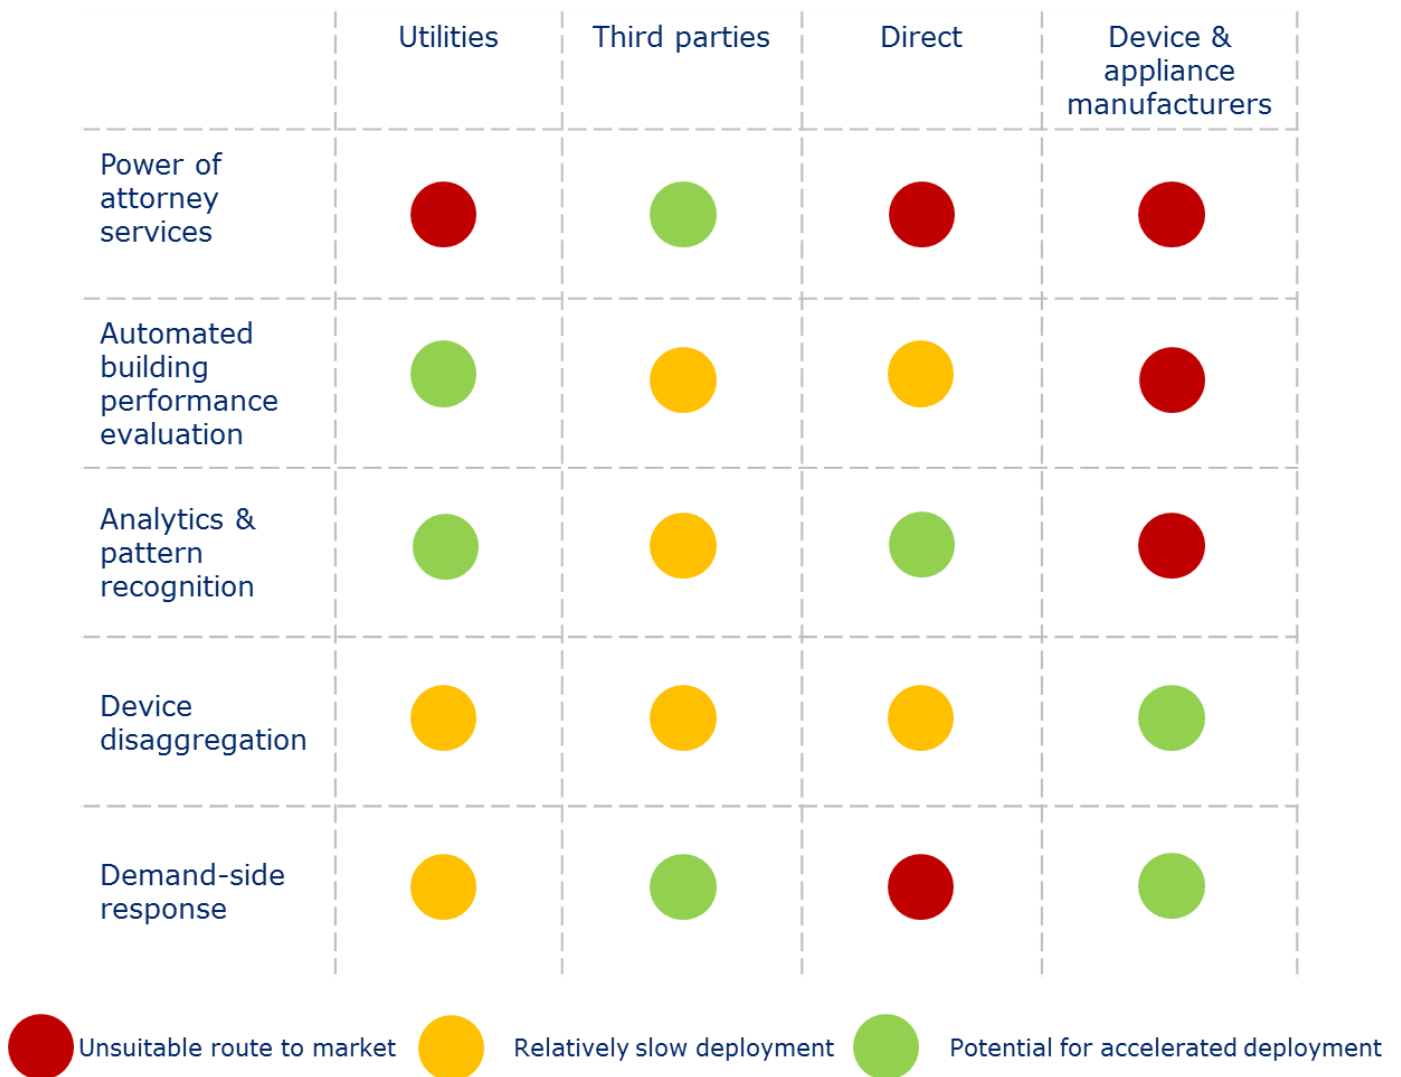 Utilities
Third parties
Direct
Device &
appliance
manufacturers
Power of
attorney
services
Automated
building
performance
evaluation
Analytics &
pattern
recognition
Device
disaggregation
Demand-side
response
Unsuitable route to market
Relatively slow deployment
Potential for accelerated deployment